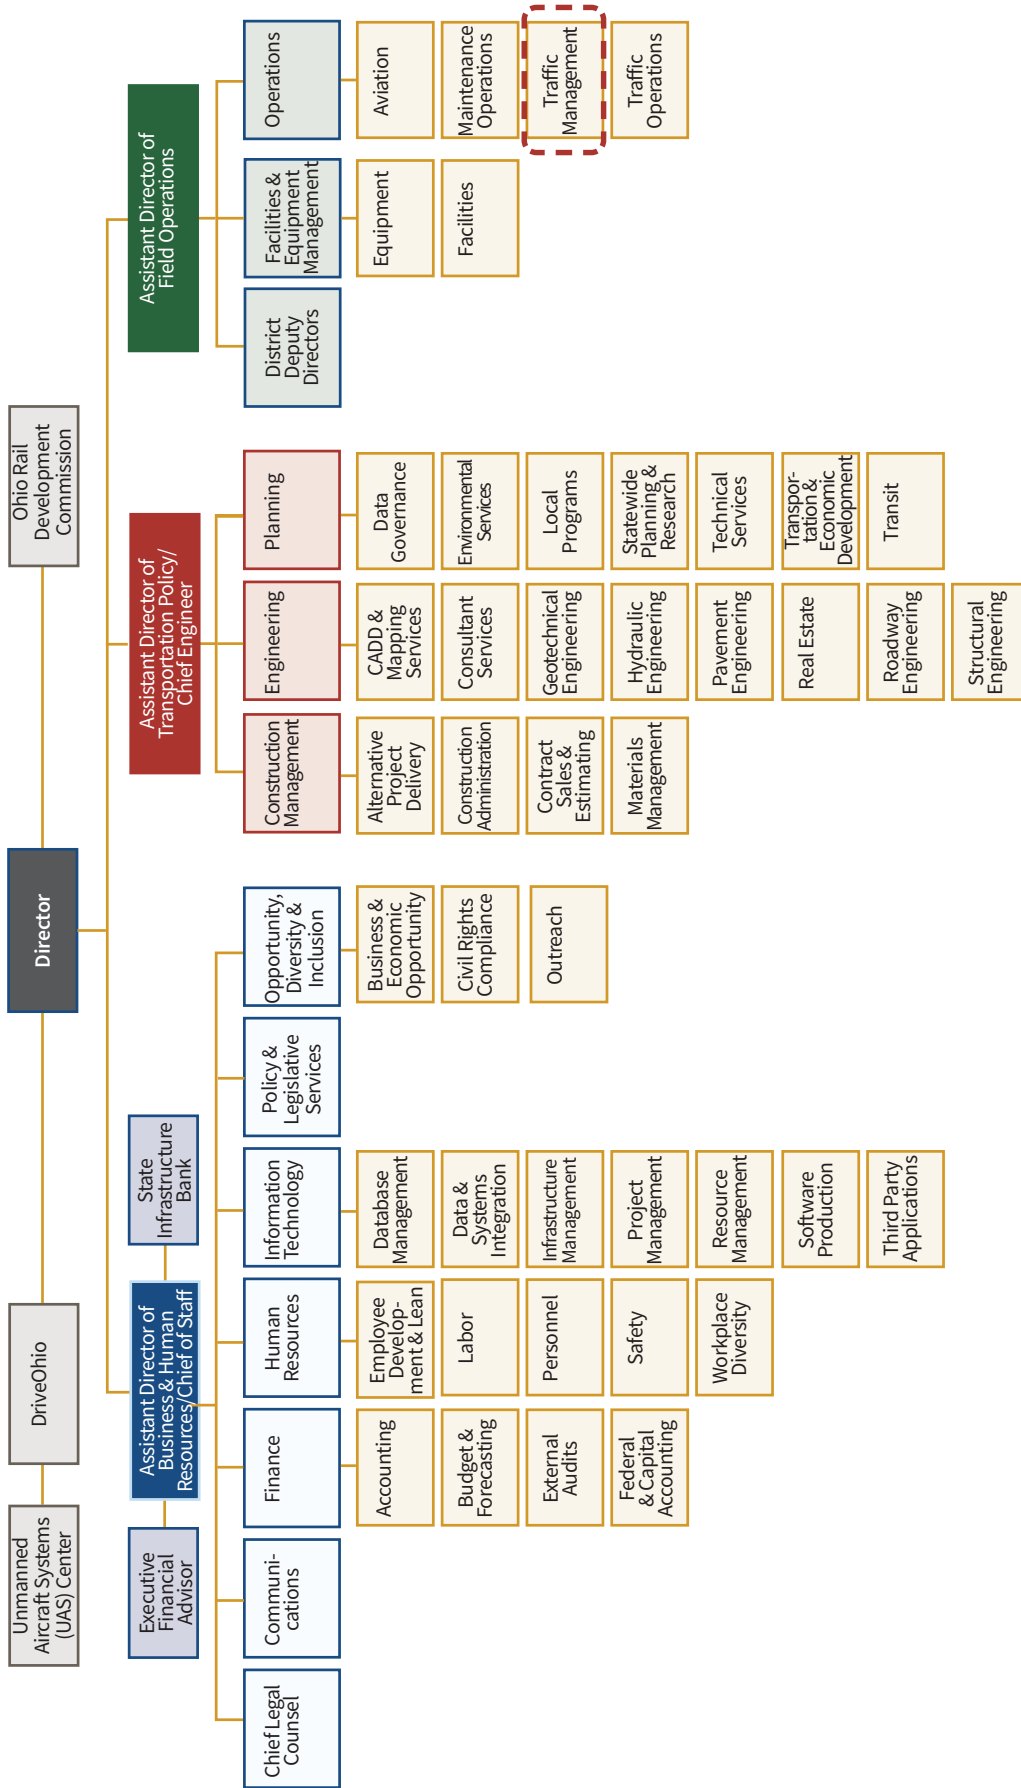 Unmanned
Aircraft Systems
(UAS) Center
DriveOhio
Director
Ohio Rail
Development
Commission
Executive
Financial
Advisor
Assistant Director of
Business & Human
Resources/Chief of Staff
State
Infrastructure
Bank
Assistant Director of
Transportation Policy/
Chief Engineer
Assistant Director of
Field Operations
Chief Legal
Counsel
Communi-
cations
Finance
Human
Resources
Information
Technology
Policy &
Legislative
Services
Opportunity,
Diversity &
Inclusion
Construction
Management
Engineering
Planning
District
Deputy
Directors
Facilities &
Equipment
Management
Operations
Accounting
Budget &
Forecasting
External
Audits
Federal
& Capital
Accounting
Employee
Develop-
ment & Lean
Labor
Personnel
Safety
Workplace
Diversity
Database
Management
Data &
Systems
Integration
Infrastructure
Management
Project
Management
Resource
Management
Software
Production
Third Party
Applications
Business &
Economic
Opportunity
Civil Rights
Compliance
Outreach
Alternative
Project
Delivery
Construction
Administration
Contract
Sales &
Estimating
Materials
Management
CADD &
Mapping
Services
Consultant
Services
Geotechnical
Engineering
Hydraulic
Engineering
Pavement
Engineering
Real Estate
Roadway
Engineering
Structural
Engineering
Data
Governance
Environmental
Services
Local
Programs
Statewide
Planning &
Research
Technical
Services
Transpor-
tation &
Economic
Development
Transit
Equipment
Facilities
Aviation
Maintenance
Operations
Traffic
Management
Traffic
Operations